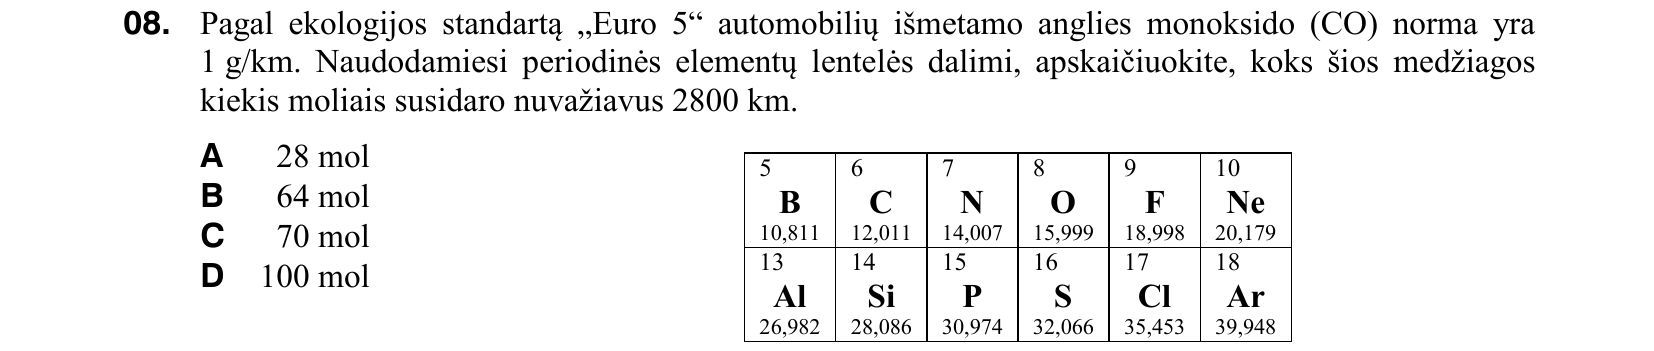 08. Pagal ekologijos standartą „Euro 5“ automobilių išmetamo anglies monoksido (CO) norma yra
1 g/km. Naudodamiesi periodinės elementų lentelės dalimi, apskaičiuokite, koks šios medžiagos
kiekis moliais susidaro nuvažiavus 2800 km.
A 28 mol
B 64 mol
C 70 mol
D 100 mol
5 6 7 8 9 10
B C N O F Ne
10,811 12,011 14,007 15,999 18,998 20,179
13 14 15 16 17 18
Al Si P S Cl Ar
26,982 28,086 30,974 32,066 35,453 39,948